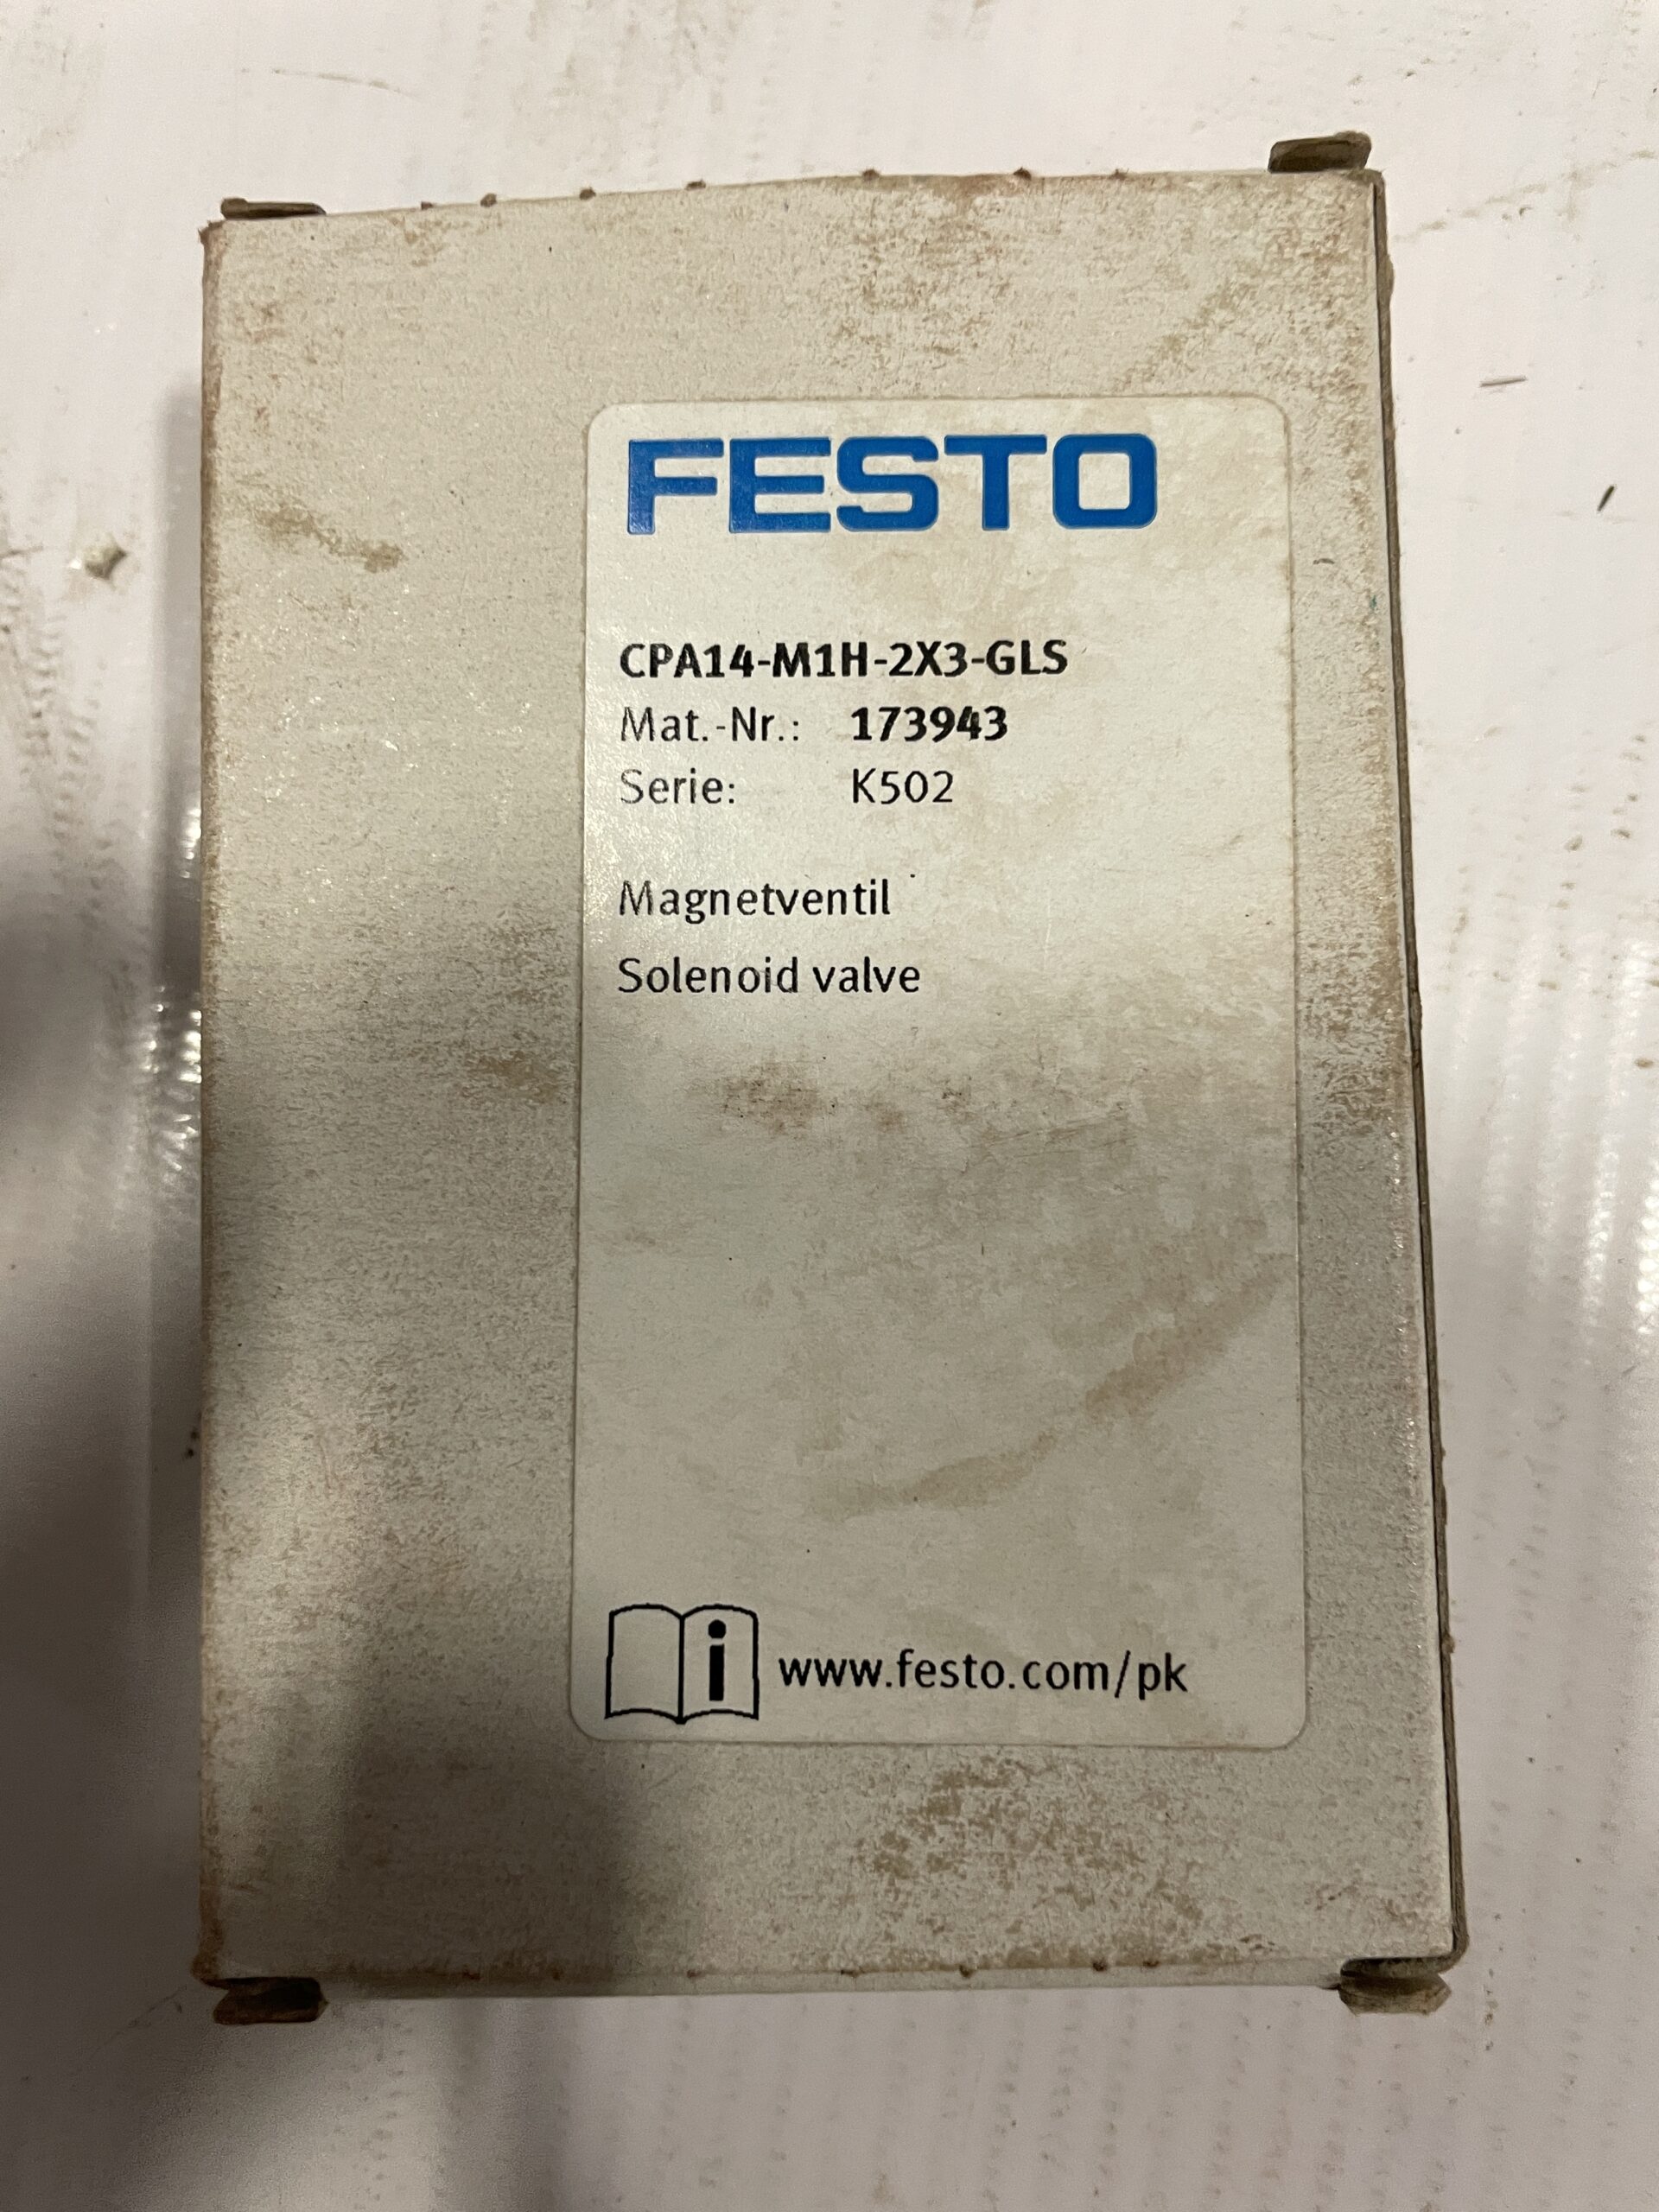 FESTO
CPA14-M1H-2X3-GLS
Mat.-Nr.: 173943
Serie: K502
Magnetventil
Solenoid valve
i www.festo.com/pk